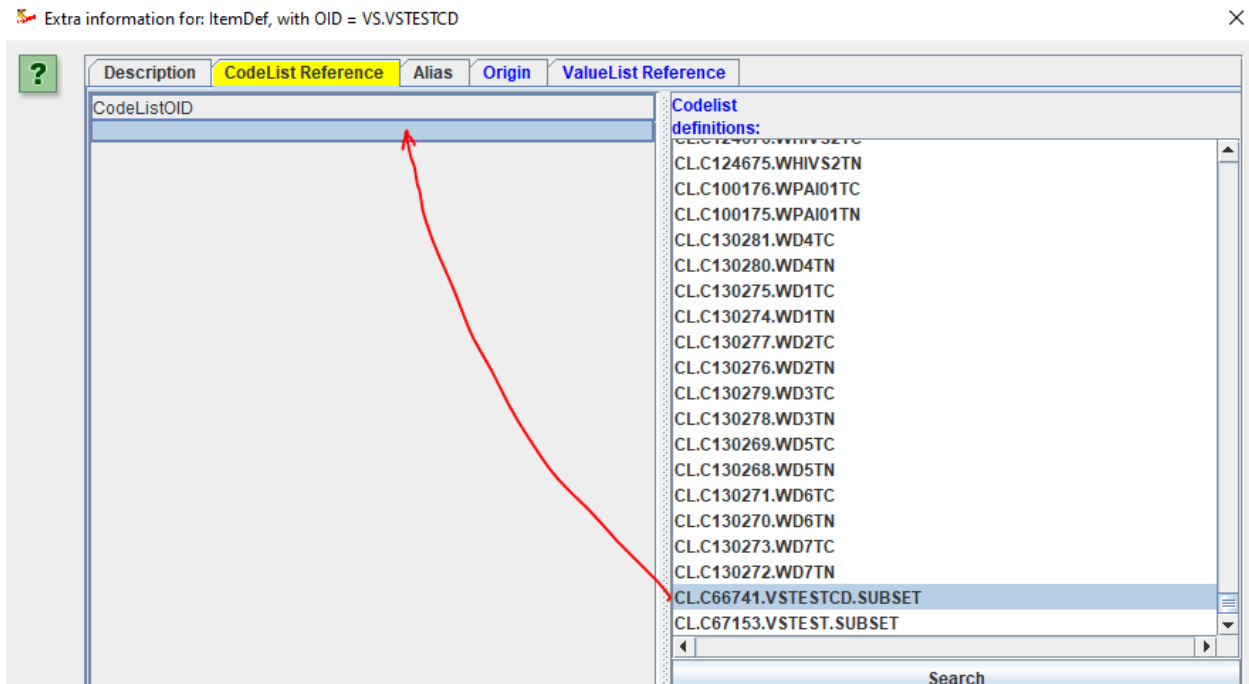 Extra information for: ItemDef, with OID = VS.VSTESTCD
?
Description CodeList Reference Alias Origin ValueList Reference
CodeListOID
Codelist
definitions:
CL.C124675.WHIVS2TN
CL.C100176.WPAI01TC
CL.C100175.WPAI01TN
CL.C130281.WD4TC
CL.C130280.WD4TN
CL.C130275.WD1TC
CL.C130274.WD1TN
CL.C130277.WD2TC
CL.C130276.WD2TN
CL.C130279.WD3TC
CL.C130278.WD3TN
CL.C130269.WD5TC
CL.C130268.WD5TN
CL.C130271.WD6TC
CL.C130270.WD6TN
CL.C130273.WD7TC
CL.C130272.WD7TN
CL.C66741.VSTESTCD.SUBSET
CL.C67153.VSTEST.SUBSET
Search